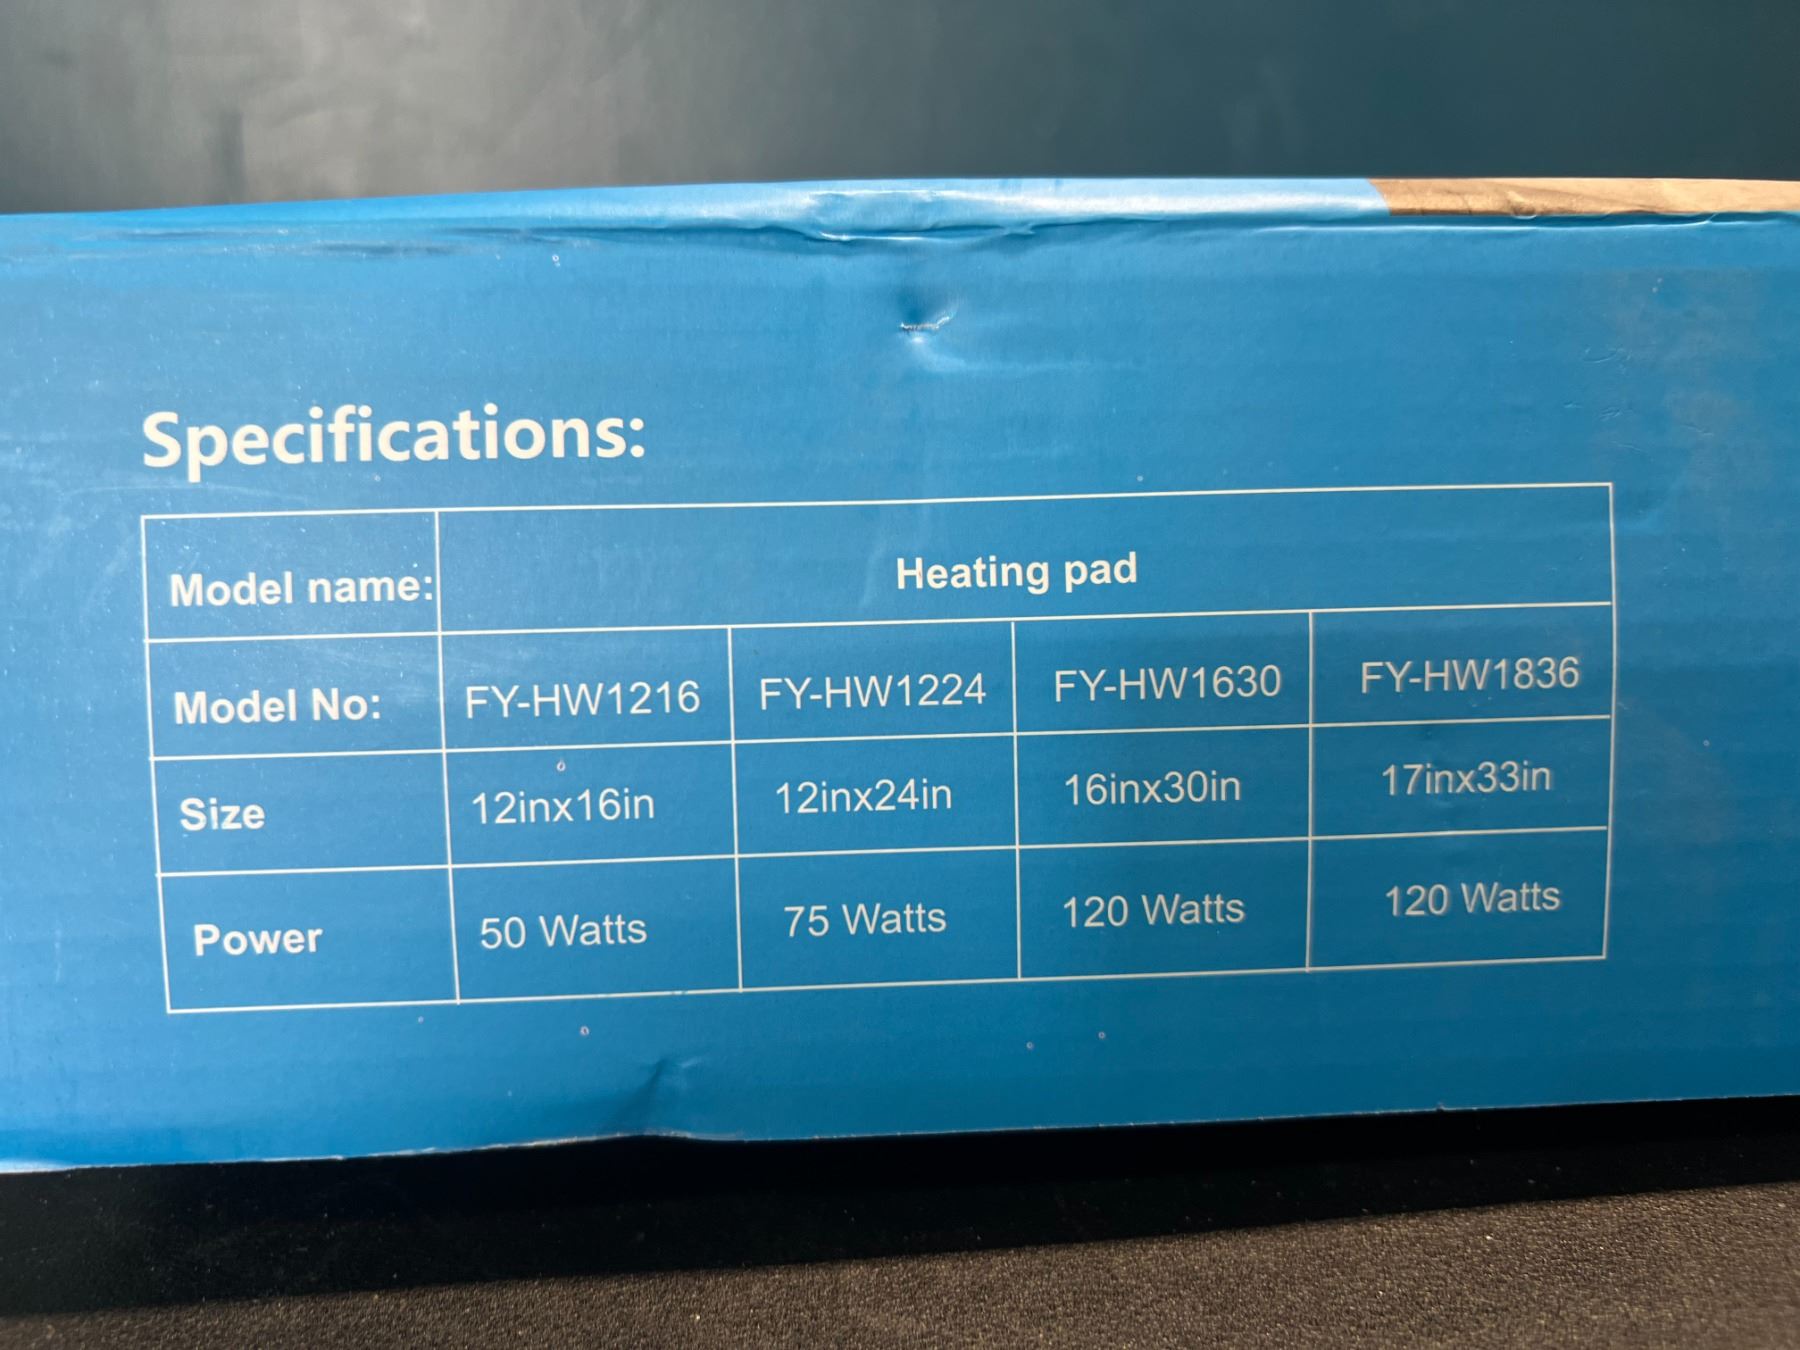 Specifications:
Model name: Heating pad
Model No: FY-HW1216 FY-HW1224 FY-HW1630 FY-HW1836
Size 12inx16in 12inx24in 16inx30in 17inx33in
Power 50 Watts 75 Watts 120 Watts 120 Watts